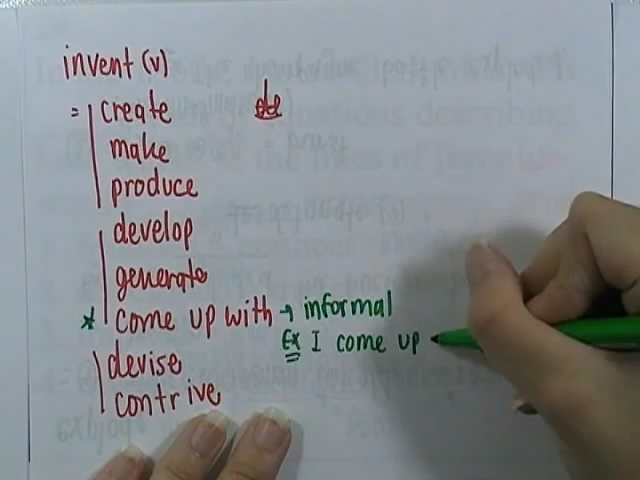 invent (v)
= create
make
produce
develop
generate
* come up with → informal
Ex I come up
devise
contrive